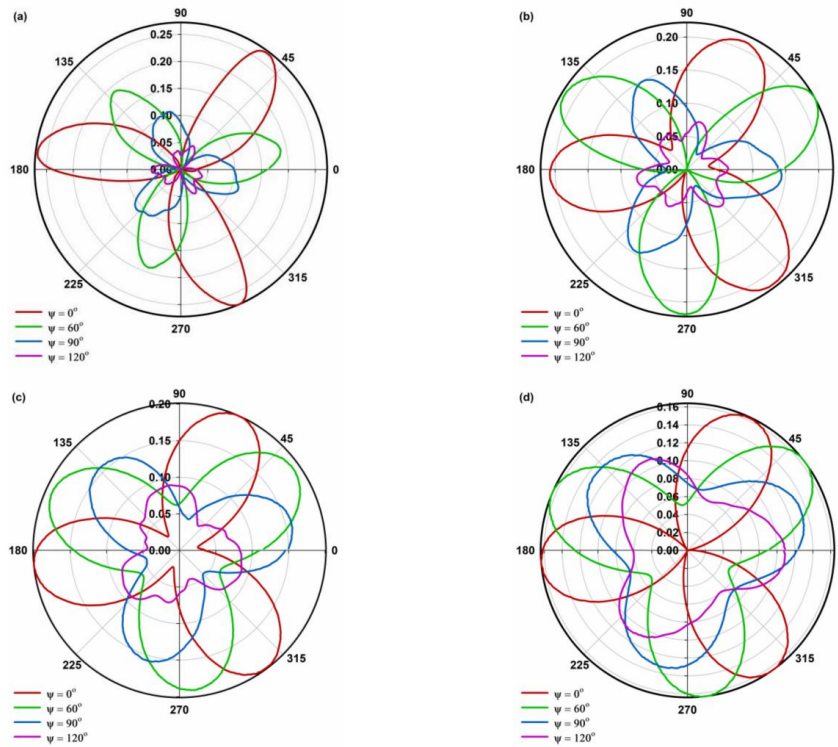 (a)
90
0.25
0.20
0.15
0.10
0.05
0.00
135
45
180
0
225
315
270
ψ = 0°
ψ = 60°
ψ = 90°
ψ = 120°
(b)
90
0.20
0.15
0.10
0.05
0.00
135
45
180
0
225
315
270
ψ = 0°
ψ = 60°
ψ = 90°
ψ = 120°
(c)
90
0.20
0.15
0.10
0.05
0.00
135
45
180
0
225
315
270
ψ = 0°
ψ = 60°
ψ = 90°
ψ = 120°
(d)
90
0.16
0.14
0.12
0.10
0.08
0.06
0.04
0.02
0.00
135
45
180
0
225
315
270
ψ = 0°
ψ = 60°
ψ = 90°
ψ = 120°